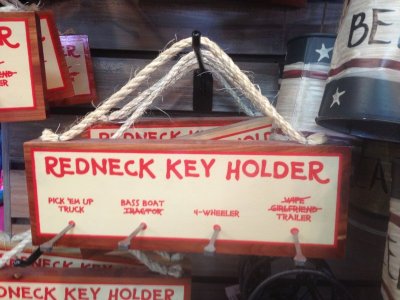 REDNECK KEY HOLDER
PICK 'EM UP
TRUCK
BASS BOAT
TRACTOR
4-WHEELER
WIFE
GIRLFRIEND
TRAILER
REDNECK KEY HOLDER